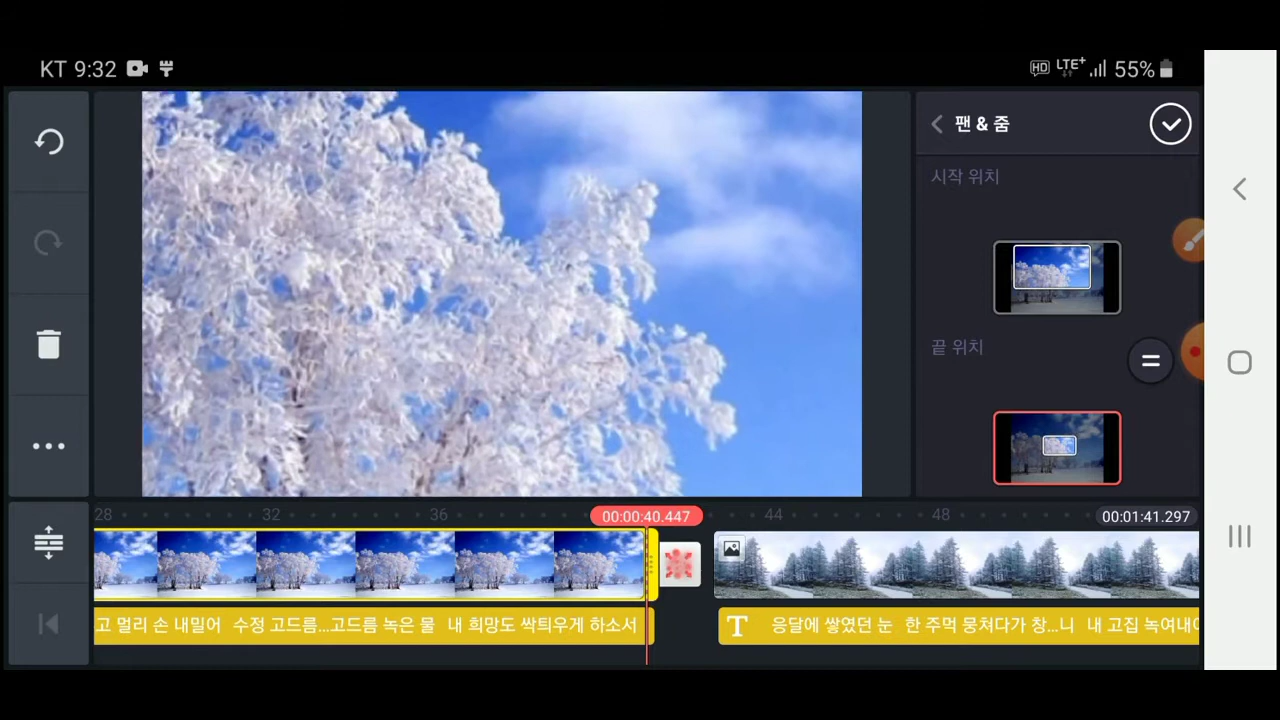 KT 9:32
HD LTE+ 55%
팬 & 줌
시작 위치
끝 위치
28 32 36 00:00:40.447 44 48 00:01:41.297
고 멀리 손 내밀어 수정 고드름...고드름 녹은 물 내 희망도 싹틔우게 하소서
T 응달에 쌓였던 눈 한 주먹 뭉쳐다가 창...니 내 고집 녹여내